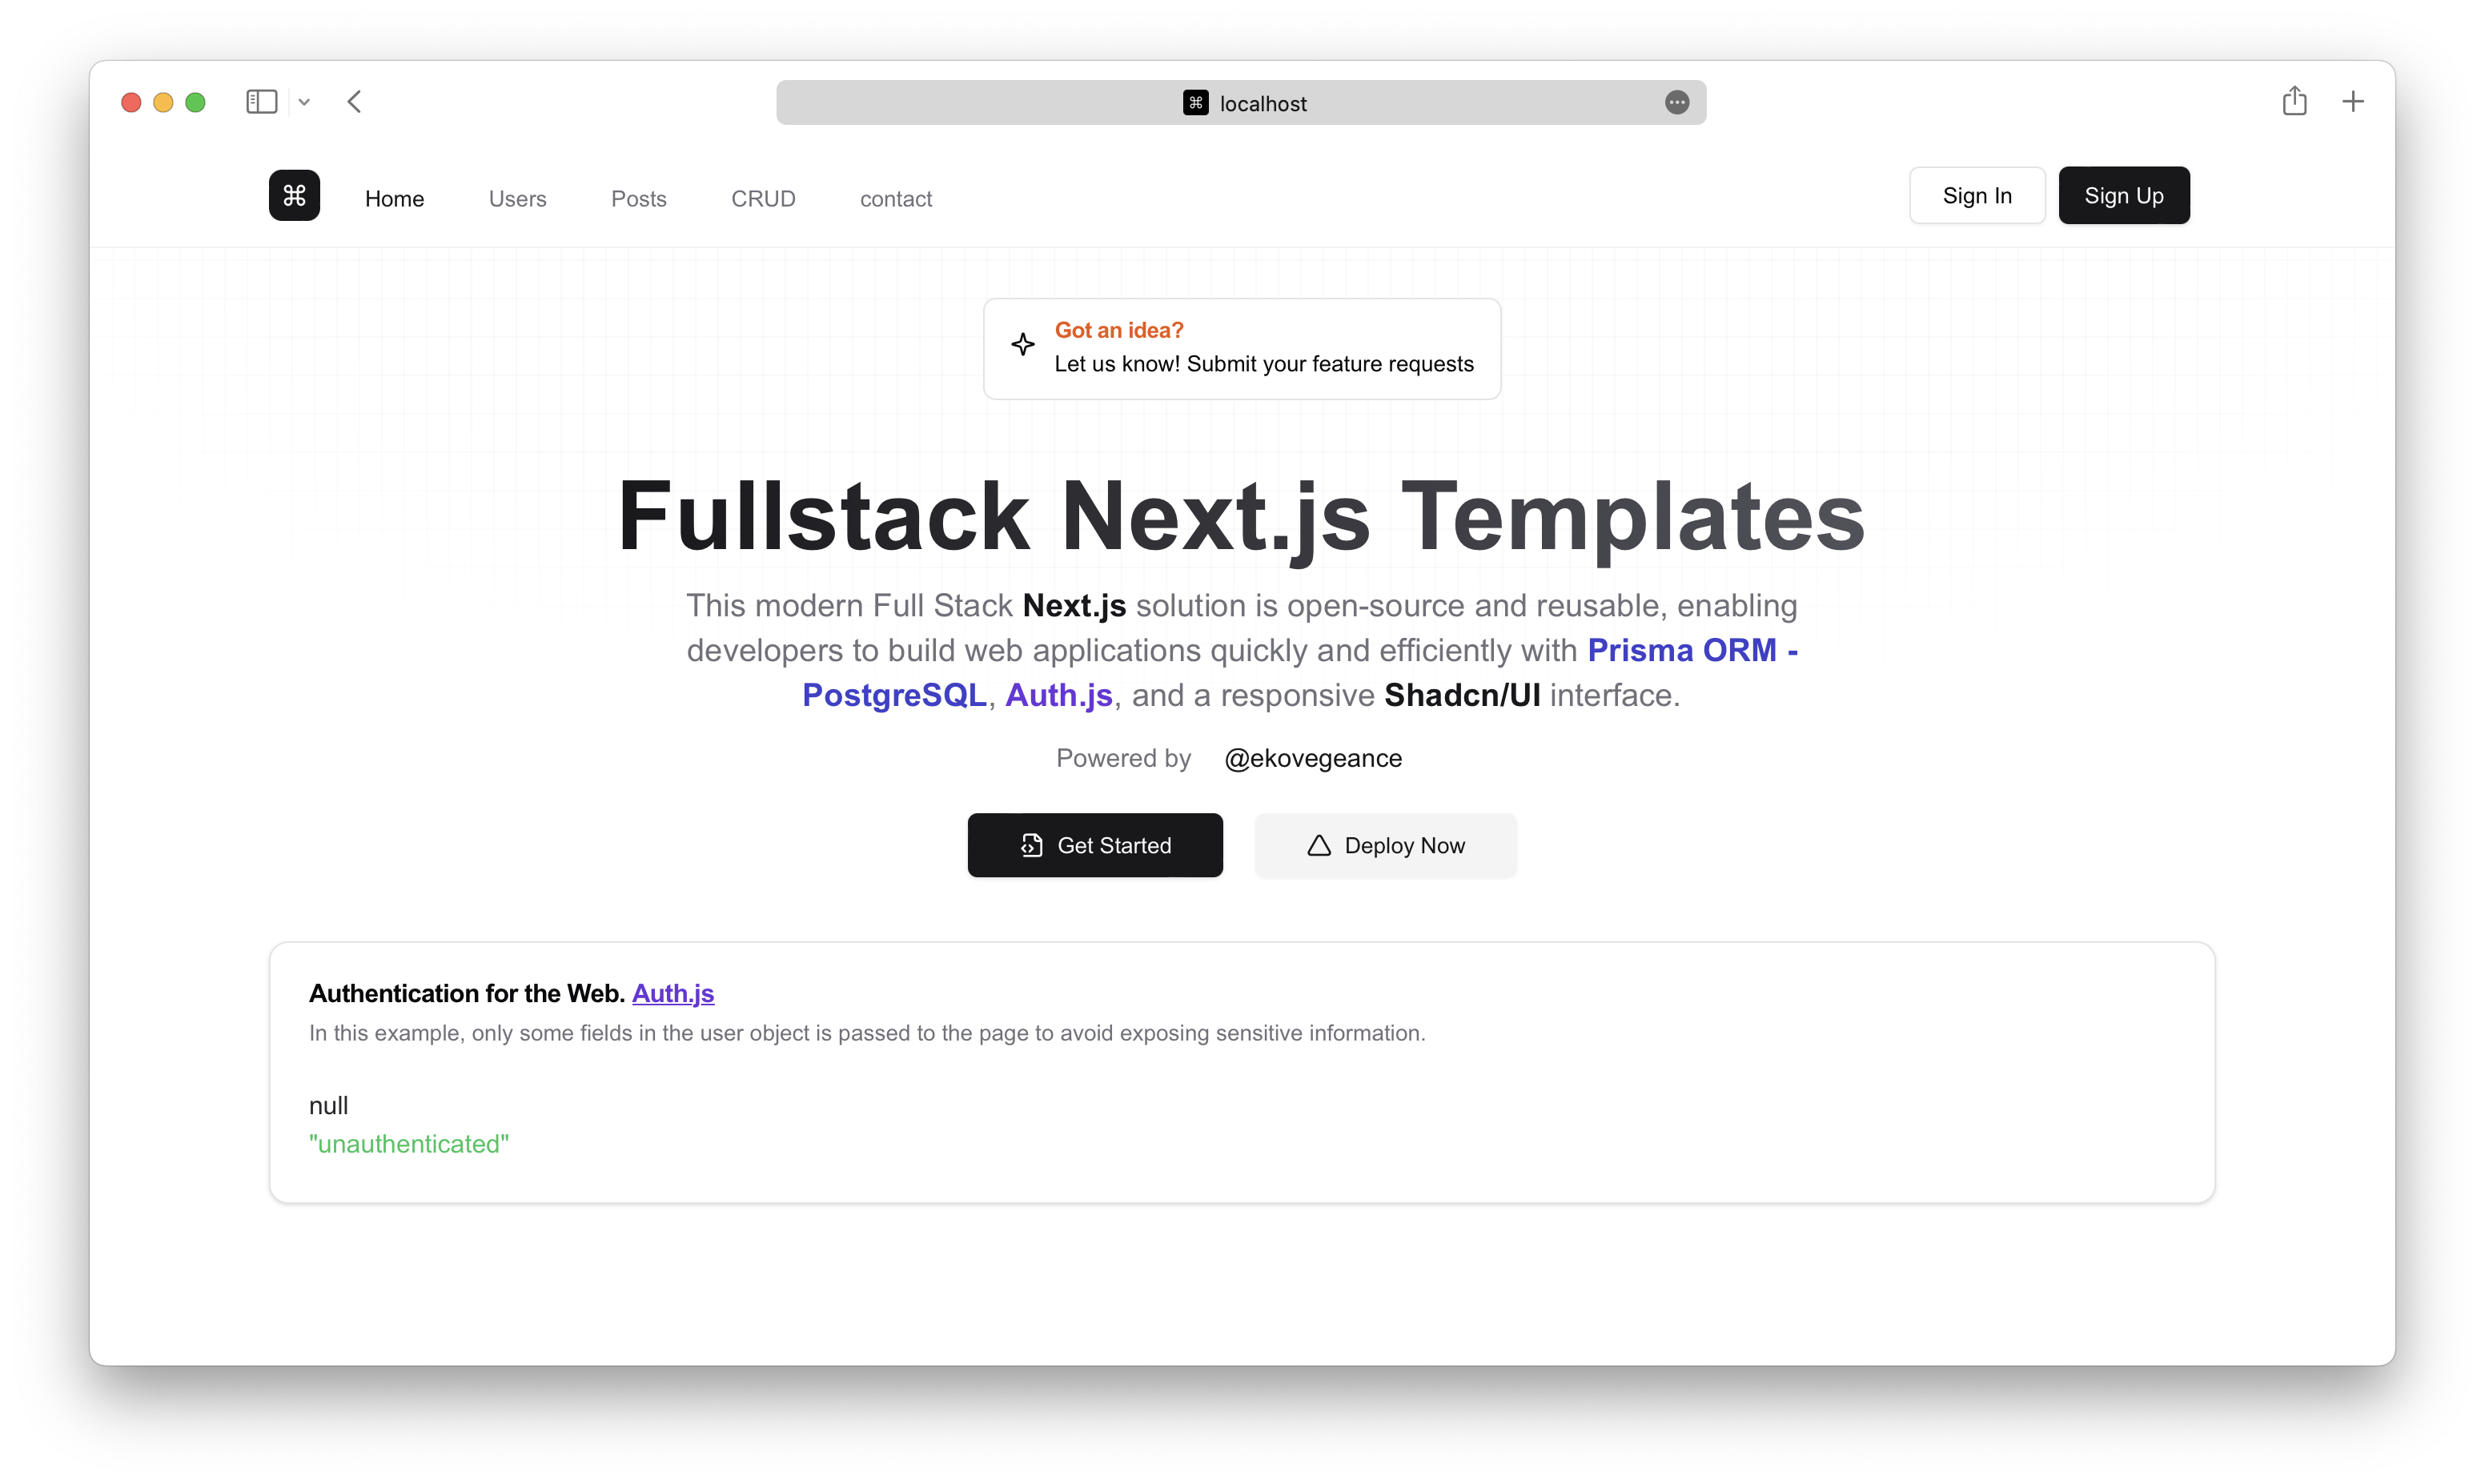 localhost
Home Users Posts CRUD contact Sign In Sign Up
Got an idea?
Let us know! Submit your feature requests
Fullstack Next.js Templates
This modern Full Stack Next.js solution is open-source and reusable, enabling
developers to build web applications quickly and efficiently with Prisma ORM -
PostgreSQL, Auth.js, and a responsive Shadcn/UI interface.
Powered by @ekovegeance
Get Started Deploy Now
Authentication for the Web. Auth.js
In this example, only some fields in the user object is passed to the page to avoid exposing sensitive information.
null
"unauthenticated"